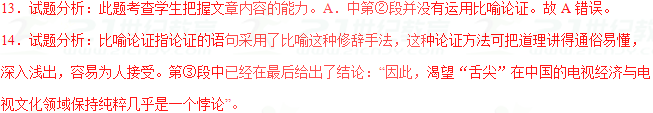 13．试题分析：此题考查学生把握文章内容的能力。A．中第②段并没有运用比喻论证。故 A 错误。
14．试题分析：比喻论证指论证的语句采用了比喻这种修辞手法，这种论证方法可把道理讲得通俗易懂，
深入浅出，容易为人接受。第③段中已经在最后给出了结论：“因此，渴望“舌尖”在中国的电视经济与电
视文化领域保持纯粹几乎是一个悖论”。